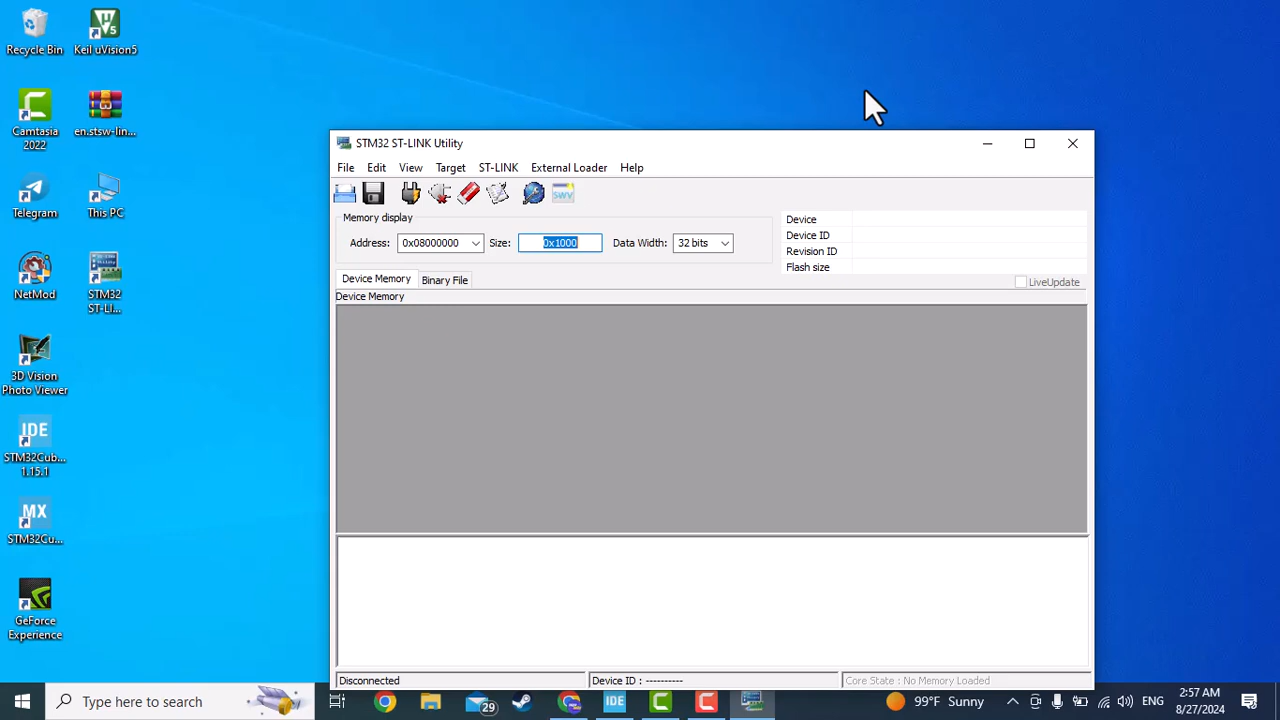 Recycle Bin
Keil uVision5
Camtasia
2022
en.stsw-lin...
Telegram
This PC
NetMod
STM32
ST-LI...
3D Vision
Photo Viewer
IDE
STM32Cub...
1.15.1
MX
STM32Cu...
GeForce
Experience
STM32 ST-LINK Utility
File Edit View Target ST-LINK External Loader Help
SWV
Memory display
Address: 0x08000000 Size: 0x1000 Data Width: 32 bits
Device
Device ID
Revision ID
Flash size
Device Memory Binary File
LiveUpdate
Device Memory
Disconnected
Device ID : ----------
Core State : No Memory Loaded
Type here to search
29
IDE
99°F Sunny
ENG
2:57 AM
8/27/2024